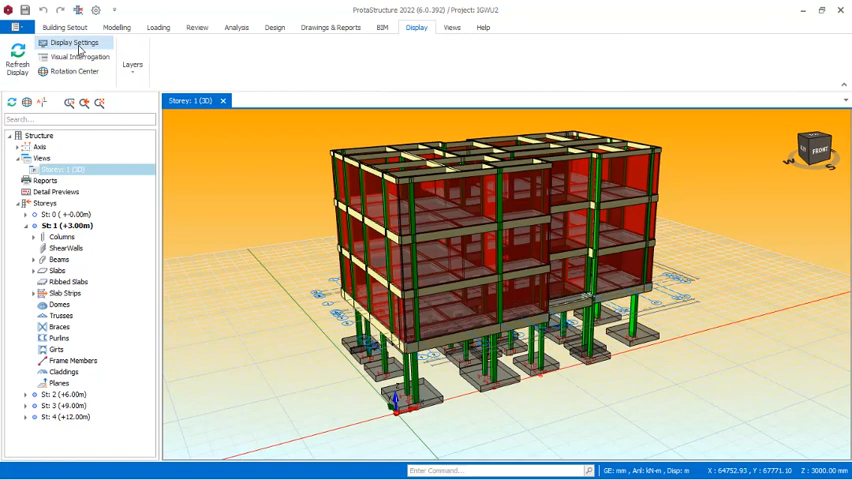 ProtaStructure 2022 (6.0.392) / Project: IGWU2
Building Setout Modelling Loading Review Analysis Design Drawings & Reports BIM Display Views Help
Refresh Display
Display Settings
Visual Interrogation
Rotation Center
Layers
Storey: 1 (3D)
Search...
Structure
Axis
Views
Storey: 1 (3D)
Reports
Detail Previews
Storeys
St: 0 (+-0.00m)
St: 1 (+3.00m)
Columns
ShearWalls
Beams
Slabs
Ribbed Slabs
Slab Strips
Domes
Trusses
Braces
Purlins
Girts
Frame Members
Claddings
Planes
St: 2 (+6.00m)
St: 3 (+9.00m)
St: 4 (+12.00m)
FRONT
W
S
Enter Command...
GE: mm , Anl: kN-m , Disp: m
X : 64752.93 Y : 67771.10 Z : 3000.00 mm